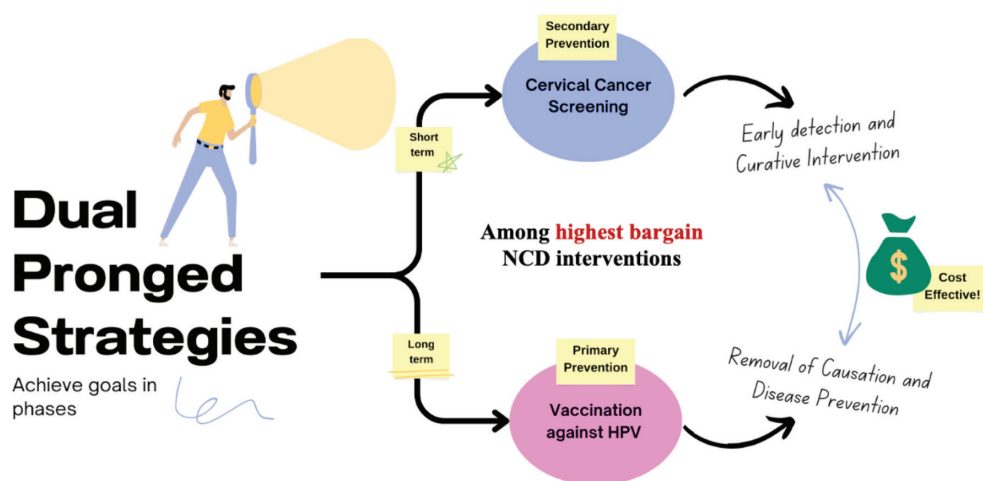 Dual
Pronged
Strategies
Achieve goals in
phases
Short
term
Secondary
Prevention
Cervical Cancer
Screening
Early detection and
Curative Intervention
Among highest bargain
NCD interventions
$
Cost
Effective!
Long
term
Primary
Prevention
Vaccination
against HPV
Removal of Causation and
Disease Prevention